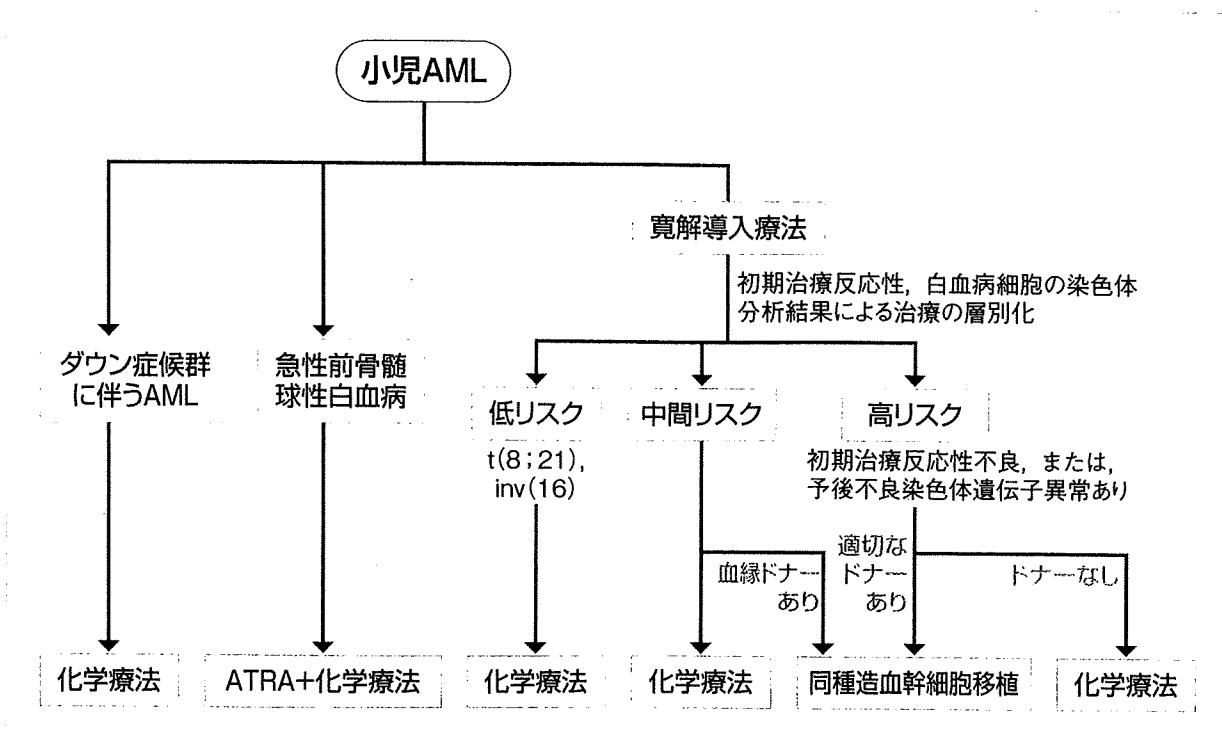 小児AML
寛解導入療法
初期治療反応性，白血病細胞の染色体
分析結果による治療の層別化
ダウン症候群
に伴うAML
急性前骨髄
球性白血病
低リスク
t(8；21),
inv(16)
中間リスク
高リスク
初期治療反応性不良，または，
予後不良染色体遺伝子異常あり
血縁ドナー
あり
適切な
ドナー
あり
ドナーなし
化学療法
ATRA+化学療法
化学療法
化学療法
同種造血幹細胞移植
化学療法